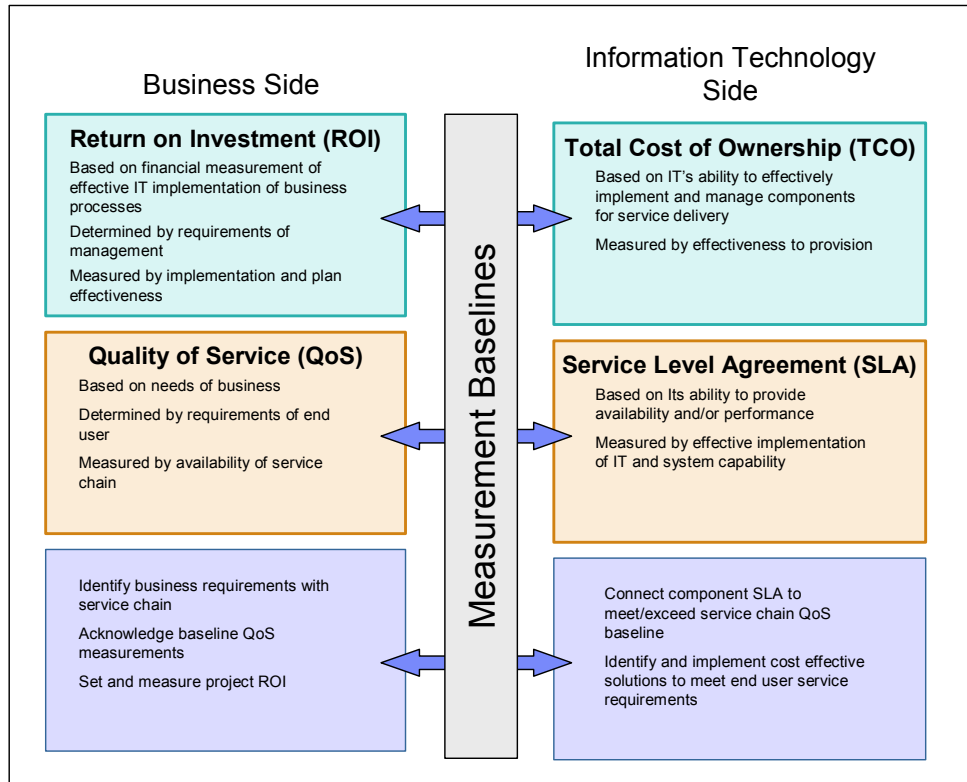 Business Side
Information Technology
Side
Return on Investment (ROI)
Based on financial measurement of
effective IT implementation of business
processes
Determined by requirements of
management
Measured by implementation and plan
effectiveness
Total Cost of Ownership (TCO)
Based on IT's ability to effectively
implement and manage components
for service delivery
Measured by effectiveness to provision
Measurement Baselines
Quality of Service (QoS)
Based on needs of business
Determined by requirements of end
user
Measured by availability of service
chain
Service Level Agreement (SLA)
Based on Its ability to provide
availability and/or performance
Measured by effective implementation
of IT and system capability
Identify business requirements with
service chain
Acknowledge baseline QoS
measurements
Set and measure project ROI
Connect component SLA to
meet/exceed service chain QoS
baseline
Identify and implement cost effective
solutions to meet end user service
requirements